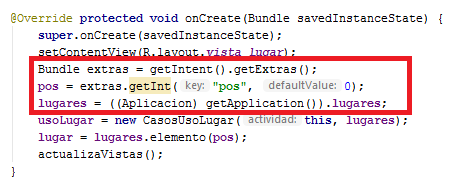 @Override protected void onCreate(Bundle savedInstanceState) {
super.onCreate(savedInstanceState);
setContentView(R.layout.vista_lugar);
Bundle extras = getIntent().getExtras();
pos = extras.getInt( key: "pos", defaultValue: 0);
lugares = ((Aplicacion) getApplication()).lugares;
usoLugar = new CasosUsoLugar( actividad: this, lugares);
lugar = lugares.elemento(pos);
actualizaVistas();
}